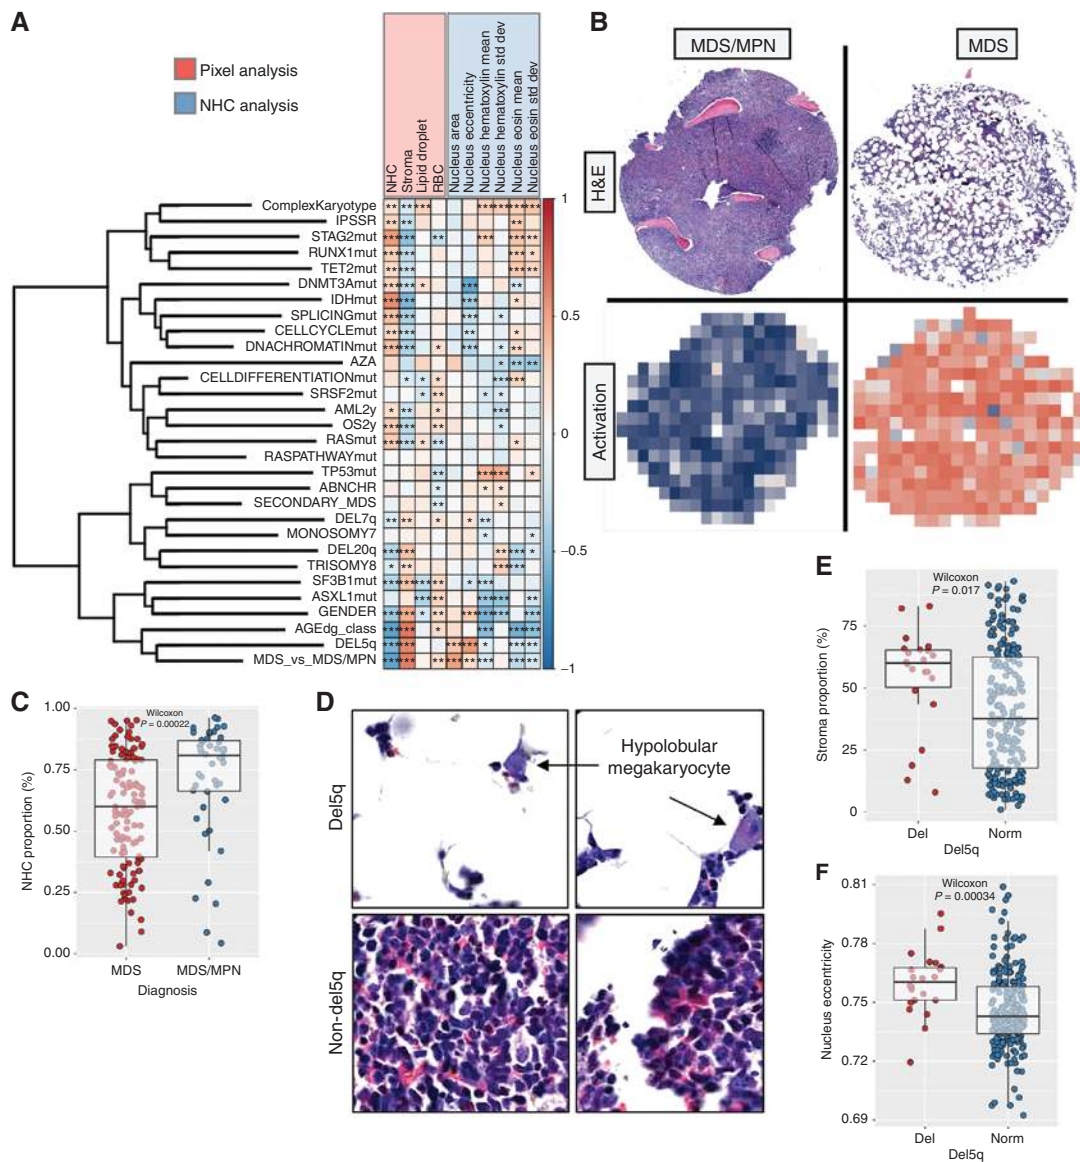 A
Pixel analysis
NHC analysis
NHC
Stroma
Lipid droplet
RBC
Nucleus area
Nucleus eccentricity
Nucleus hematoxylin mean
Nucleus hematoxylin std dev
Nucleus eosin mean
Nucleus eosin std dev
ComplexKaryotype
IPSSR
STAG2mut
RUNX1mut
TET2mut
DNMT3Amut
IDHmut
SPLICINGmut
CELLCYCLEmut
DNACHROMATINmut
AZA
CELLDIFFERENTIATIONmut
SRSF2mut
AML2y
OS2y
RASmut
RASPATHWAYmut
TP53mut
ABNCHR
SECONDARY_MDS
DEL7q
MONOSOMY7
DEL20q
TRISOMY8
SF3B1mut
ASXL1mut
GENDER
AGEdg_class
DEL5q
MDS_vs_MDS/MPN
1
0.5
0
−0.5
−1
B
MDS/MPN
MDS
H&E
Activation
C
Wilcoxon
P = 0.00022
1.00
0.75
0.50
0.25
0.00
NHC proportion (%)
MDS
MDS/MPN
Diagnosis
D
Del5q
Hypolobular
megakaryocyte
Non-del5q
E
Wilcoxon
P = 0.017
75
50
25
0
Stroma proportion (%)
Del
Norm
Del5q
F
Wilcoxon
P = 0.00034
0.81
0.78
0.75
0.72
0.69
Nucleus eccentricity
Del
Norm
Del5q